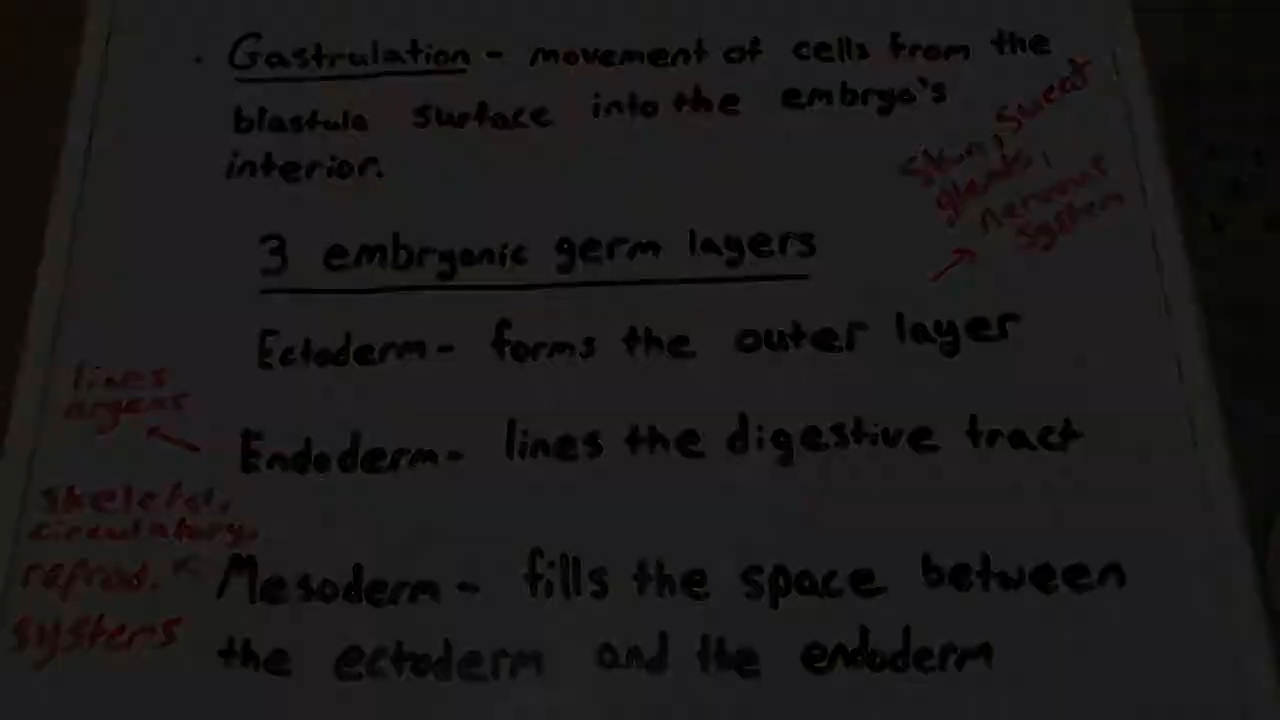 · Gastrulation - movement of cells from the
blastula surface into the embryo's
interior.
skin, sweat
glands,
nervous
system
3 embryonic germ layers
Ectoderm - forms the outer layer
lines
organs
Endoderm - lines the digestive tract
skeletal,
circulatory,
reprod.
systems
Mesoderm - fills the space between
the ectoderm and the endoderm